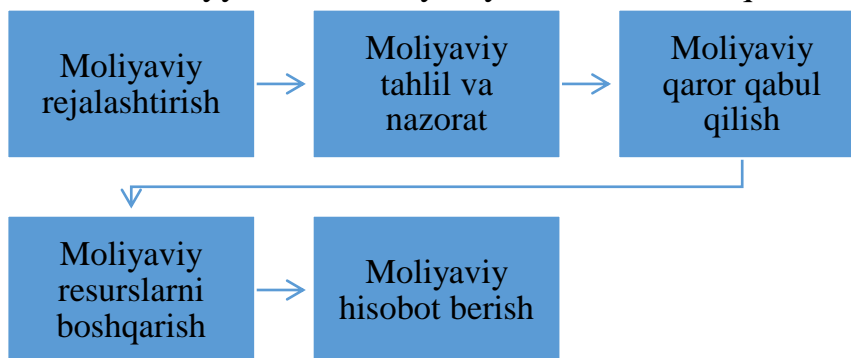 Moliyaviy
rejalashtirish
Moliyaviy
tahlil va
nazorat
Moliyaviy
qaror qabul
qilish
Moliyaviy
resurslarni
boshqarish
Moliyaviy
hisobot berish